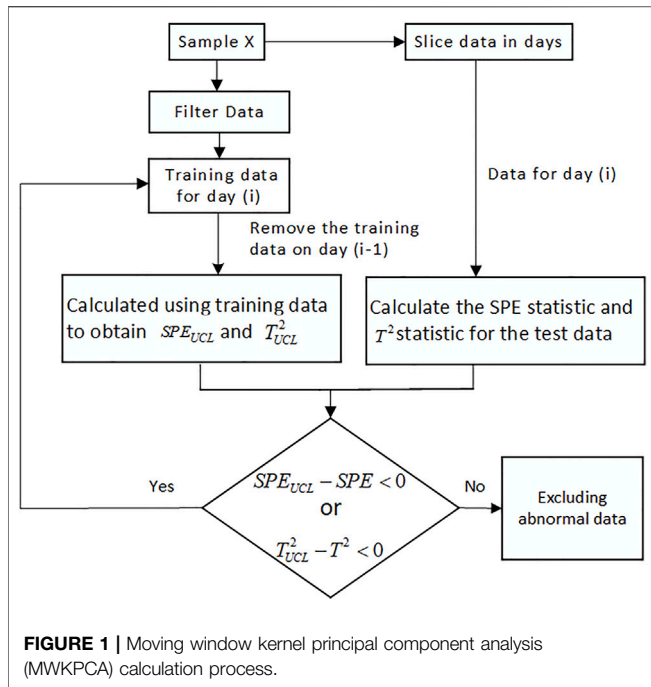 Sample X
Slice data in days
Filter Data
Training data
for day (i)
Data for day (i)
Remove the training
data on day (i-1)
Calculated using training data
to obtain SPE_UCL and T²_UCL
Calculate the SPE statistic and
T² statistic for the test data
Yes
SPE_UCL − SPE < 0
or
T²_UCL − T² < 0
No
Excluding
abnormal data
FIGURE 1 | Moving window kernel principal component analysis
(MWKPCA) calculation process.